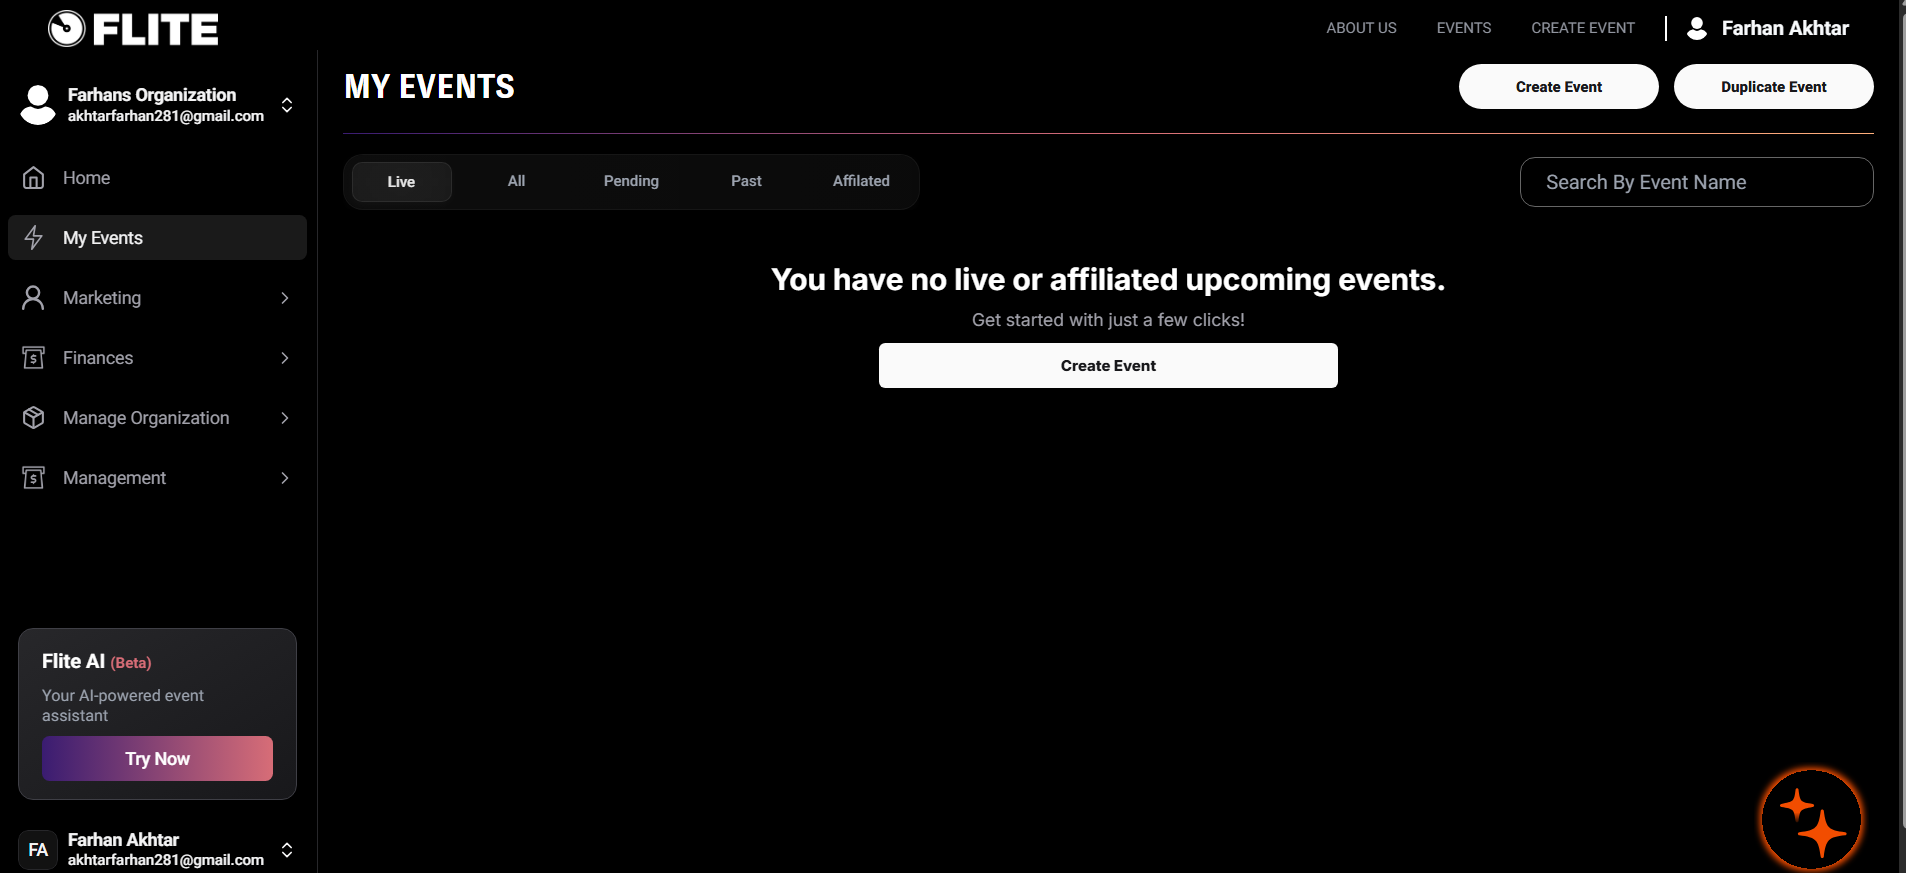 FLITE
ABOUT US
EVENTS
CREATE EVENT
Farhan Akhtar
Farhans Organization
akhtarfarhan281@gmail.com
Home
My Events
Marketing
Finances
Manage Organization
Management
Flite AI (Beta)
Your AI-powered event
assistant
Try Now
FA
Farhan Akhtar
akhtarfarhan281@gmail.com
MY EVENTS
Create Event
Duplicate Event
Live
All
Pending
Past
Affilated
Search By Event Name
You have no live or affiliated upcoming events.
Get started with just a few clicks!
Create Event